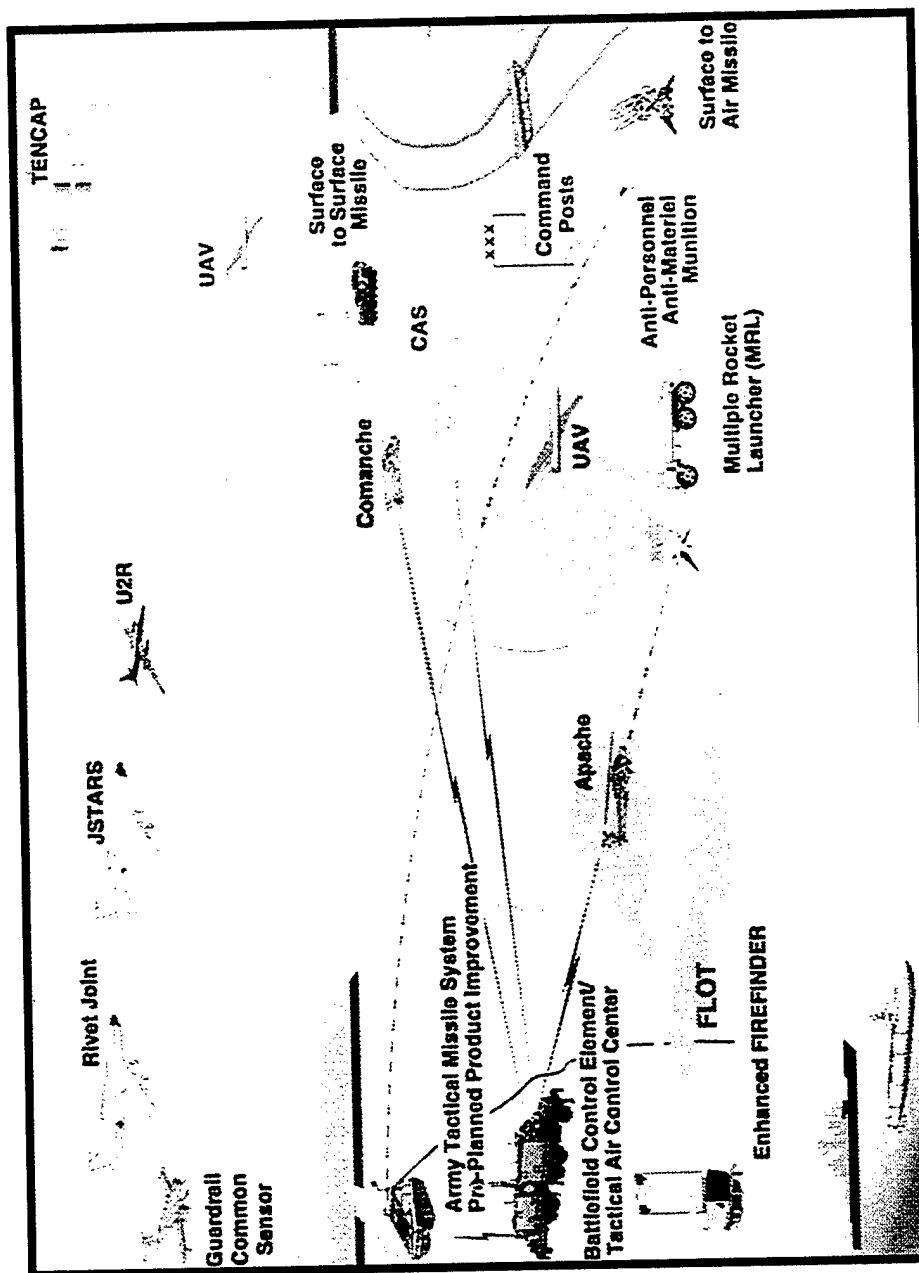 TENCAP
Rivet Joint
JSTARS
U2R
UAV
Guardrail
Common
Sensor
Surface
to Surface
Missile
Comanche
CAS
Army Tactical Missile System
Pre-Planned Product Improvement
xxx
Command
Posts
UAV
Battlefield Control Element/
Tactical Air Control Center
Apache
Anti-Personnel
Anti-Materiel
Munition
Surface to
Air Missile
FLOT
Multiple Rocket
Launcher (MRL)
Enhanced FIREFINDER